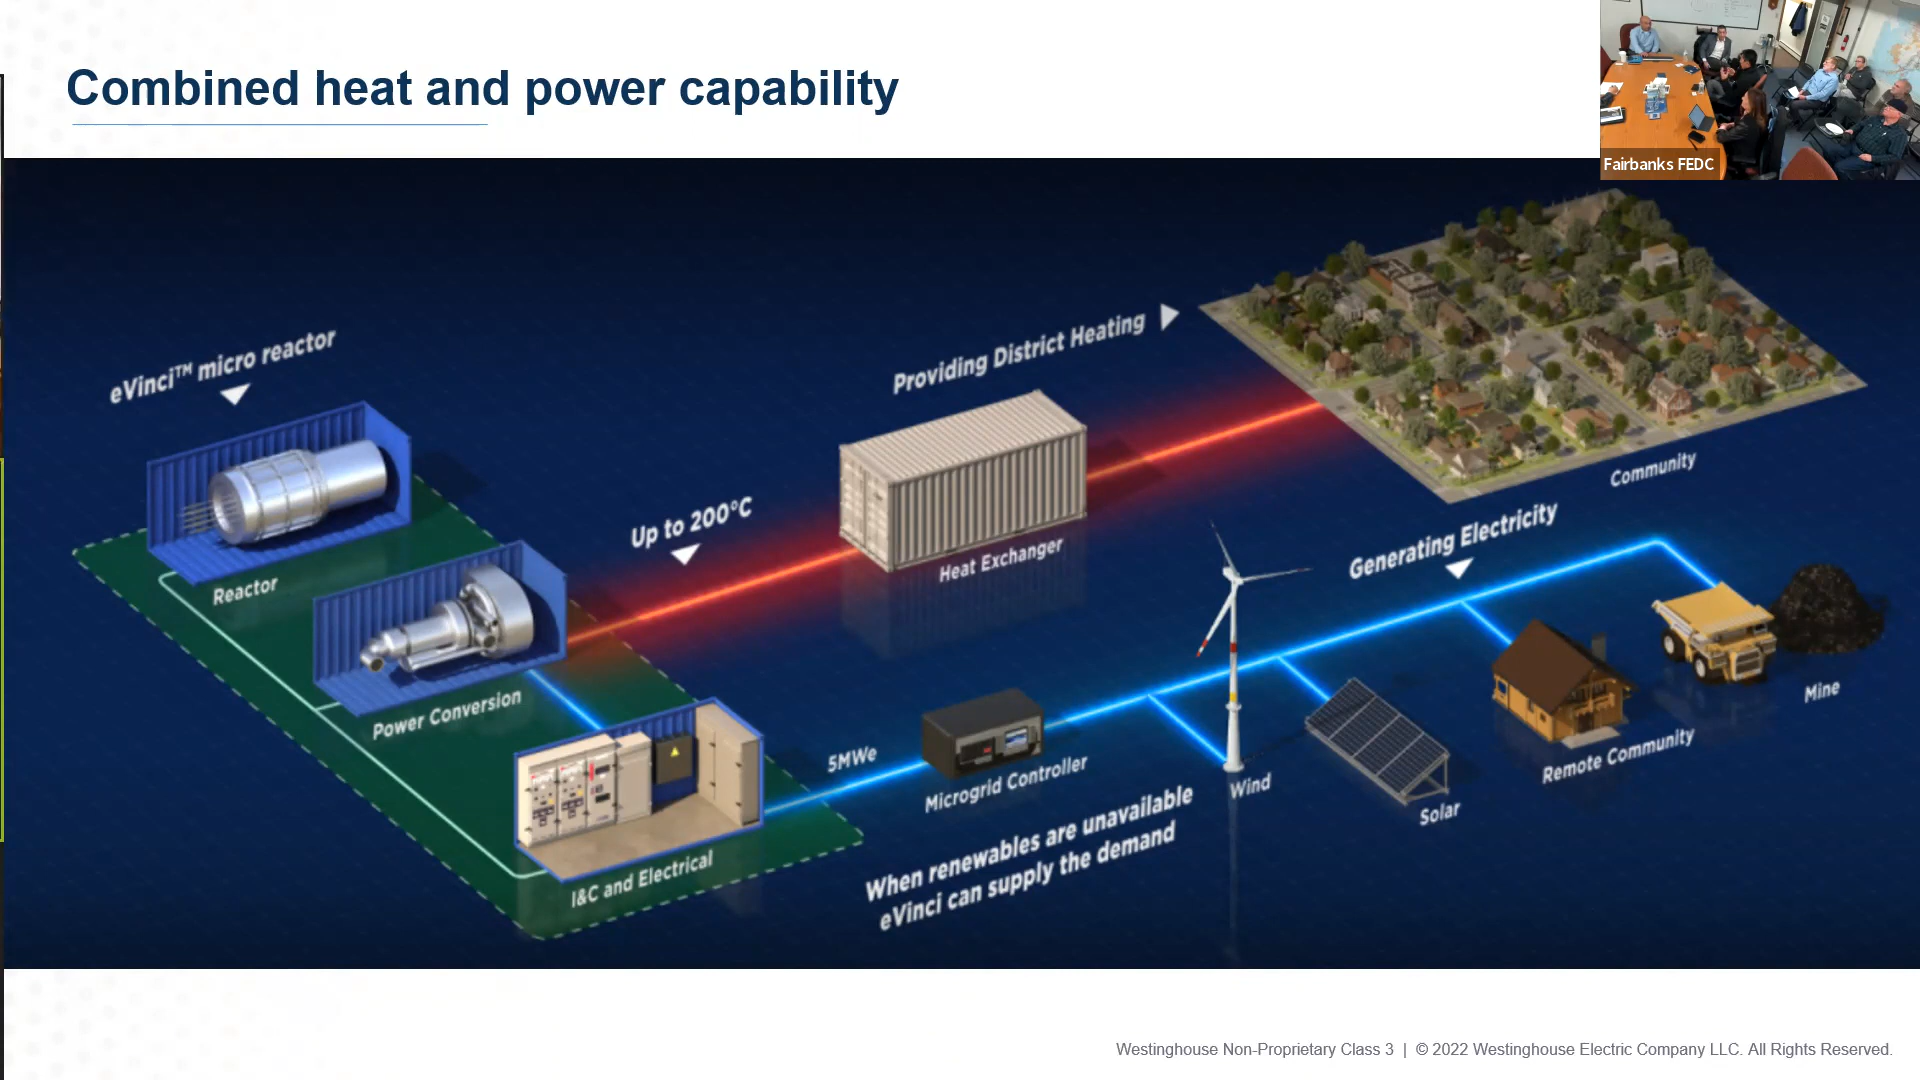 Combined heat and power capability
Fairbanks FEDC
eVinci™ micro reactor
Providing District Heating
Community
Up to 200°C
Heat Exchanger
Generating Electricity
Reactor
Power Conversion
Mine
Remote Community
5MWe
Microgrid Controller
Wind
Solar
When renewables are unavailable
eVinci can supply the demand
I&C and Electrical
Westinghouse Non-Proprietary Class 3 | © 2022 Westinghouse Electric Company LLC. All Rights Reserved.